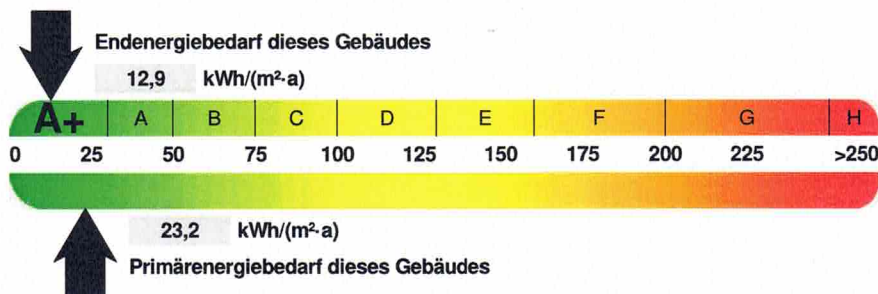 Endenergiebedarf dieses Gebäudes
12,9 kWh/(m²·a)
A+ A B C D E F G H
0 25 50 75 100 125 150 175 200 225 >250
23,2 kWh/(m²·a)
Primärenergiebedarf dieses Gebäudes